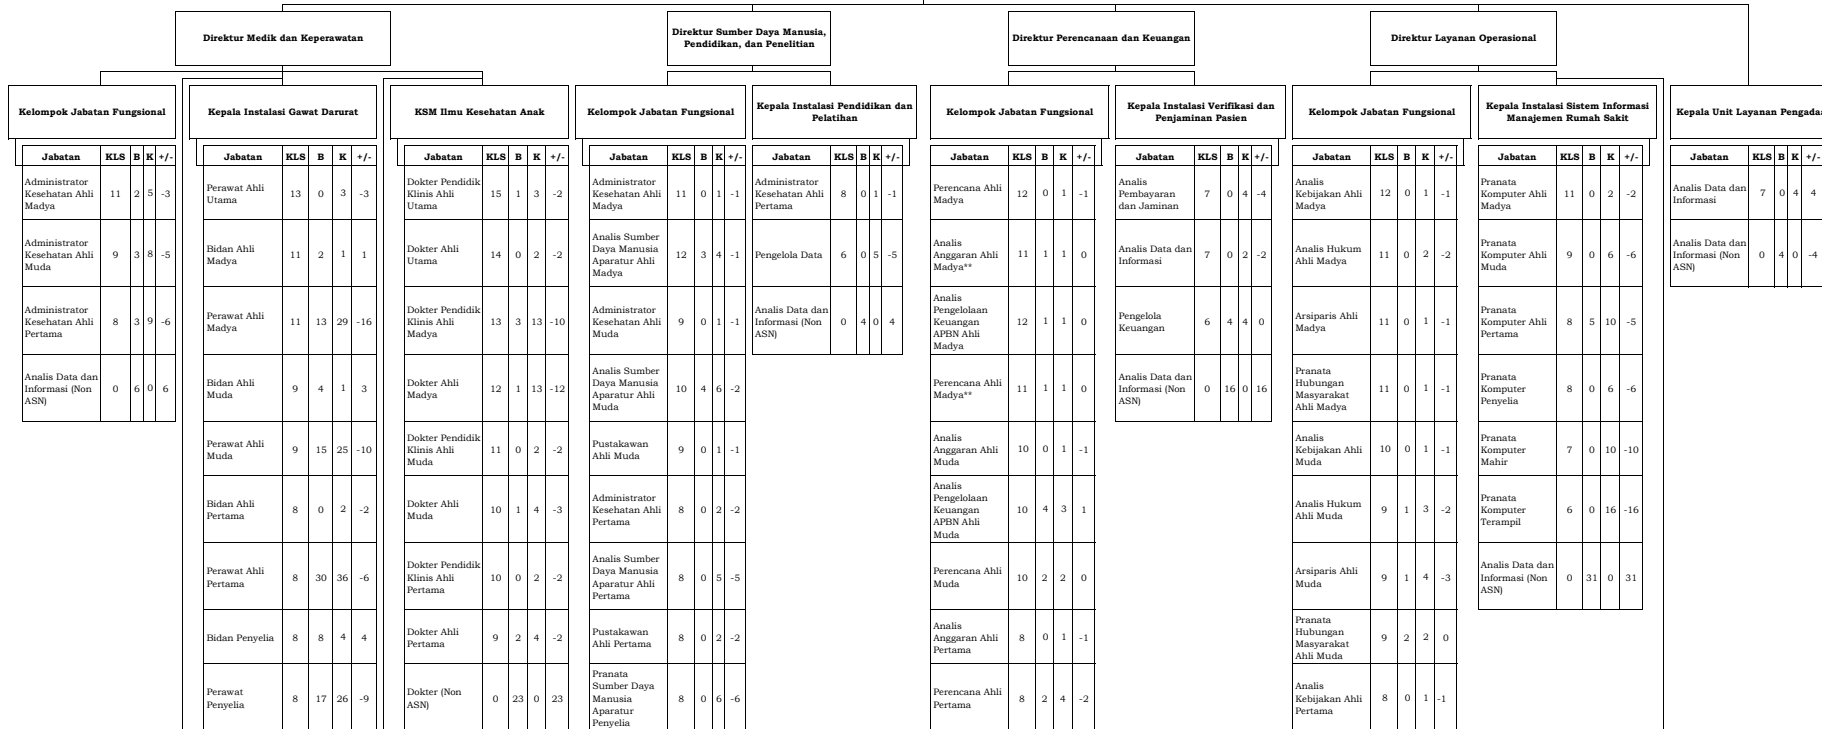 Direktur Medik dan Keperawatan
Direktur Sumber Daya Manusia,
Pendidikan, dan Penelitian
Direktur Perencanaan dan Keuangan
Direktur Layanan Operasional
Kelompok Jabatan Fungsional
Jabatan KLS B K +/-
Administrator
Kesehatan Ahli
Madya
11 2 5 -3
Administrator
Kesehatan Ahli
Muda
9 3 8 -5
Administrator
Kesehatan Ahli
Pertama
8 3 9 -6
Analis Data dan
Informasi (Non
ASN)
0 6 0 6
Kepala Instalasi Gawat Darurat
Jabatan KLS B K +/-
Perawat Ahli
Utama
13 0 3 -3
Bidan Ahli
Madya
11 2 1 1
Perawat Ahli
Madya
11 13 29 -16
Bidan Ahli
Muda
9 4 1 3
Perawat Ahli
Muda
9 15 25 -10
Bidan Ahli
Pertama
8 0 2 -2
Perawat Ahli
Pertama
8 30 36 -6
Bidan Penyelia 8 8 4 4
Perawat
Penyelia
8 17 26 -9
KSM Ilmu Kesehatan Anak
Jabatan KLS B K +/-
Dokter Pendidik
Klinis Ahli
Utama
15 1 3 -2
Dokter Ahli
Utama
14 0 2 -2
Dokter Pendidik
Klinis Ahli
Madya
13 3 13 -10
Dokter Ahli
Madya
12 1 13 -12
Dokter Pendidik
Klinis Ahli
Muda
11 0 2 -2
Dokter Ahli
Muda
10 1 4 -3
Dokter Pendidik
Klinis Ahli
Pertama
10 0 2 -2
Dokter Ahli
Pertama
9 2 4 -2
Dokter (Non
ASN)
0 23 0 23
Kelompok Jabatan Fungsional
Jabatan KLS B K +/-
Administrator
Kesehatan Ahli
Madya
11 0 1 -1
Analis Sumber
Daya Manusia
Aparatur Ahli
Madya
12 3 4 -1
Administrator
Kesehatan Ahli
Muda
9 0 1 -1
Analis Sumber
Daya Manusia
Aparatur Ahli
Muda
10 4 6 -2
Pustakawan
Ahli Muda
9 0 1 -1
Administrator
Kesehatan Ahli
Pertama
8 0 2 -2
Analis Sumber
Daya Manusia
Aparatur Ahli
Pertama
8 0 5 -5
Pustakawan
Ahli Pertama
8 0 2 -2
Pranata
Sumber Daya
Manusia
Aparatur
Penyelia
8 0 6 -6
Kepala Instalasi Pendidikan dan
Pelatihan
Jabatan KLS B K +/-
Administrator
Kesehatan Ahli
Pertama
8 0 1 -1
Pengelola Data 6 0 5 -5
Analis Data dan
Informasi (Non
ASN)
0 4 0 4
Kelompok Jabatan Fungsional
Jabatan KLS B K +/-
Perencana Ahli
Madya
12 0 1 -1
Analis
Anggaran Ahli
Madya**
11 1 1 0
Analis
Pengelolaan
Keuangan
APBN Ahli
Madya
12 1 1 0
Perencana Ahli
Madya**
11 1 1 0
Analis
Anggaran Ahli
Muda
10 0 1 -1
Analis
Pengelolaan
Keuangan
APBN Ahli
Muda
10 4 3 1
Perencana Ahli
Muda
10 2 2 0
Analis
Anggaran Ahli
Pertama
8 0 1 -1
Perencana Ahli
Pertama
8 2 4 -2
Kepala Instalasi Verifikasi dan
Penjaminan Pasien
Jabatan KLS B K +/-
Analis
Pembayaran
dan Jaminan
7 0 4 -4
Analis Data dan
Informasi
7 0 2 -2
Pengelola
Keuangan
6 4 4 0
Analis Data dan
Informasi (Non
ASN)
0 16 0 16
Kelompok Jabatan Fungsional
Jabatan KLS B K +/-
Analis
Kebijakan Ahli
Madya
12 0 1 -1
Analis Hukum
Ahli Madya
11 0 2 -2
Arsiparis Ahli
Madya
11 0 1 -1
Pranata
Hubungan
Masyarakat
Ahli Madya
11 0 1 -1
Analis
Kebijakan Ahli
Muda
10 0 1 -1
Analis Hukum
Ahli Muda
9 1 3 -2
Arsiparis Ahli
Muda
9 1 4 -3
Pranata
Hubungan
Masyarakat
Ahli Muda
9 2 2 0
Analis
Kebijakan Ahli
Pertama
8 0 1 -1
Kepala Instalasi Sistem Informasi
Manajemen Rumah Sakit
Jabatan KLS B K +/-
Pranata
Komputer Ahli
Madya
11 0 2 -2
Pranata
Komputer Ahli
Muda
9 0 6 -6
Pranata
Komputer Ahli
Pertama
8 5 10 -5
Pranata
Komputer
Penyelia
8 0 6 -6
Pranata
Komputer
Mahir
7 0 10 -10
Pranata
Komputer
Terampil
6 0 16 -16
Analis Data dan
Informasi (Non
ASN)
0 31 0 31
Kepala Unit Layanan Pengadaa
Jabatan KLS B K +/-
Analis Data dan
Informasi
7 0 4 4
Analis Data dan
Informasi (Non
ASN)
0 4 0 -4